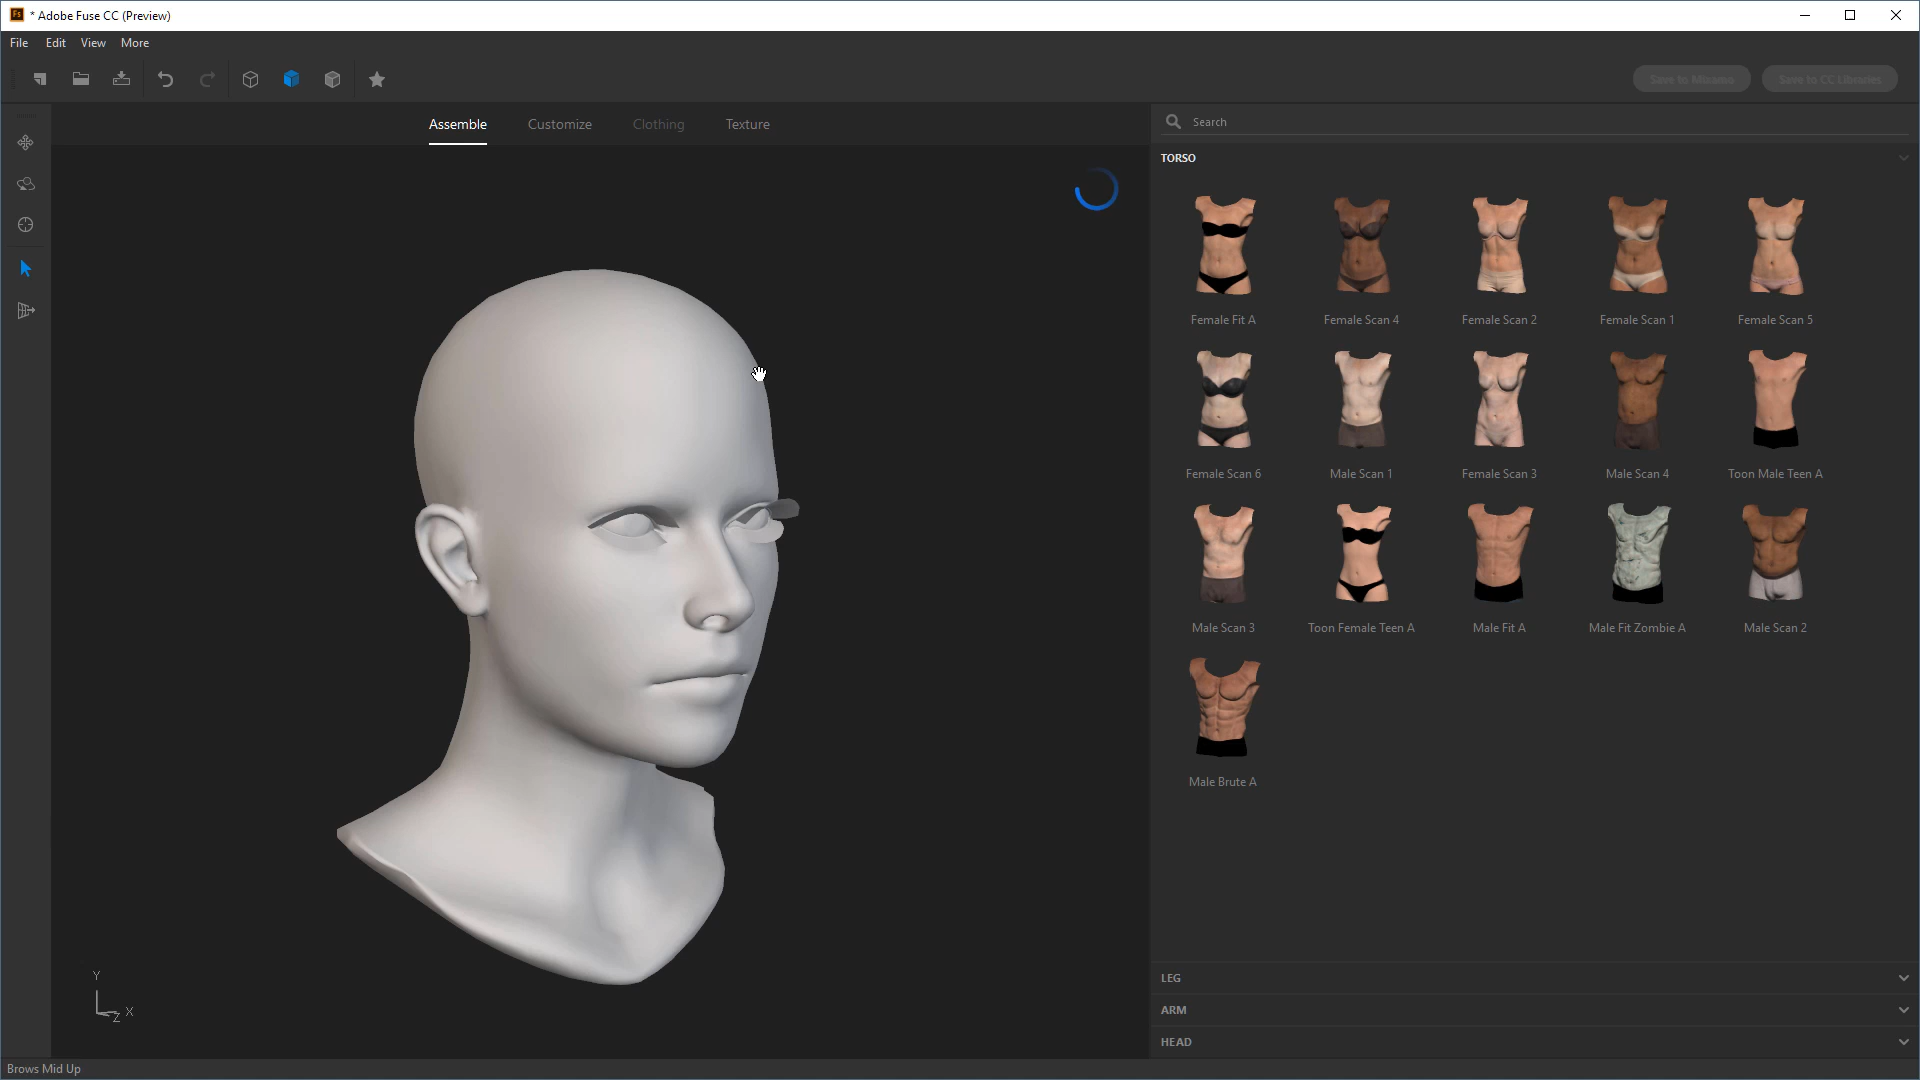 Fs * Adobe Fuse CC (Preview)
File Edit View More
Save to Mixamo Save to CC Libraries
Assemble Customize Clothing Texture
Search
TORSO
Female Fit A Female Scan 4 Female Scan 2 Female Scan 1 Female Scan 5
Female Scan 6 Male Scan 1 Female Scan 3 Male Scan 4 Toon Male Teen A
Male Scan 3 Toon Female Teen A Male Fit A Male Fit Zombie A Male Scan 2
Male Brute A
Y
X
Z
LEG
ARM
HEAD
Brows Mid Up